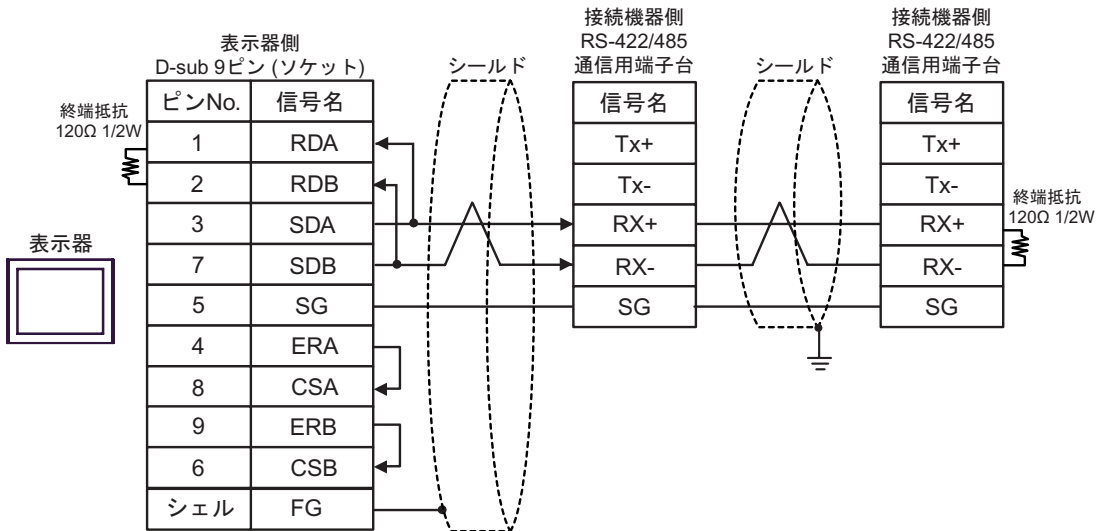 表示器側
D-sub 9ピン (ソケット)
シールド
接続機器側
RS-422/485
通信用端子台
シールド
接続機器側
RS-422/485
通信用端子台
終端抵抗
120Ω 1/2W
ピンNo. 信号名
1 RDA
2 RDB
3 SDA
7 SDB
5 SG
4 ERA
8 CSA
9 ERB
6 CSB
シェル FG
表示器
信号名
Tx+
Tx-
RX+
RX-
SG
信号名
Tx+
Tx-
RX+
RX-
SG
終端抵抗
120Ω 1/2W